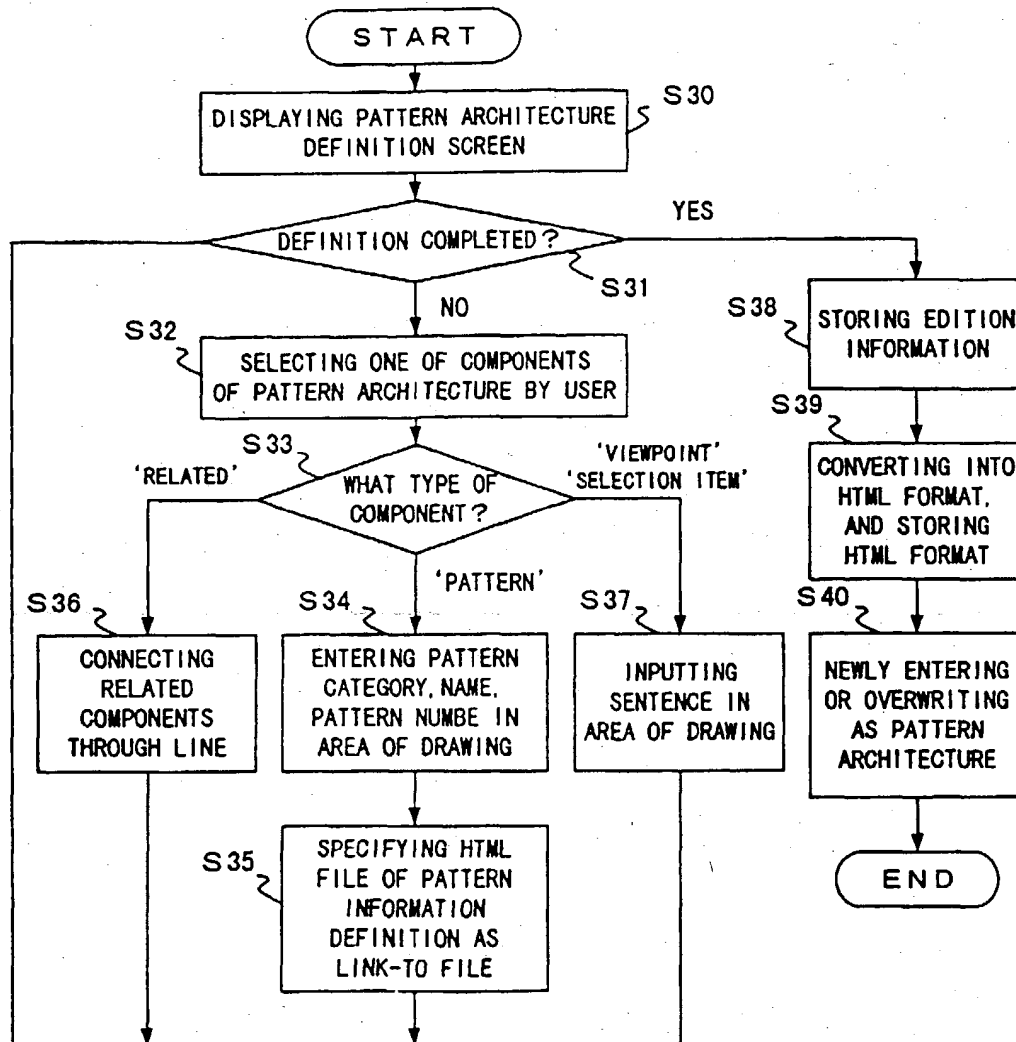 START
S30
DISPLAYING PATTERN ARCHITECTURE
DEFINITION SCREEN
YES
DEFINITION COMPLETED?
S31
NO
S32
SELECTING ONE OF COMPONENTS
OF PATTERN ARCHITECTURE BY USER
S38
STORING EDITION
INFORMATION
S33
'RELATED'
WHAT TYPE OF
COMPONENT?
'VIEWPOINT'
'SELECTION ITEM'
'PATTERN'
S39
CONVERTING INTO
HTML FORMAT,
AND STORING
HTML FORMAT
S36
CONNECTING
RELATED
COMPONENTS
THROUGH LINE
S34
ENTERING PATTERN
CATEGORY, NAME,
PATTERN NUMBE IN
AREA OF DRAWING
S37
INPUTTING
SENTENCE IN
AREA OF DRAWING
S40
NEWLY ENTERING
OR OVERWRITING
AS PATTERN
ARCHITECTURE
S35
SPECIFYING HTML
FILE OF PATTERN
INFORMATION
DEFINITION AS
LINK-TO FILE
END